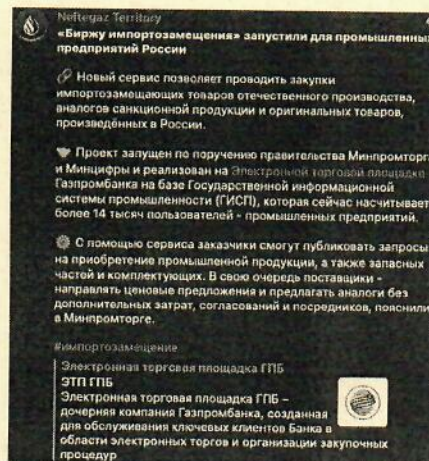 Neftegaz Territory
«Биржу импортозамещения» запустили для промышленных
предприятий России
Новый сервис позволяет проводить закупки
импортозамещающих товаров отечественного производства,
аналогов санкционной продукции и оригинальных товаров,
произведённых в России.
Проект запущен по поручению правительства Минпромторга
и Минцифры и реализован на Электронной торговой площадке
Газпромбанка на базе Государственной информационной
системы промышленности (ГИСП), которая сейчас насчитывает
более 14 тысяч пользователей - промышленных предприятий.
С помощью сервиса заказчики смогут публиковать запросы
на приобретение промышленной продукции, а также запасных
частей и комплектующих. В свою очередь поставщики -
направлять ценовые предложения и предлагать аналоги без
дополнительных затрат, согласований и посредников, пояснили
в Минпромторге.
#импортозамещение
Электронная торговая площадка ГПБ
ЭТП ГПБ
Электронная торговая площадка ГПБ –
дочерняя компания Газпромбанка, созданная
для обслуживания ключевых клиентов Банка в
области электронных торгов и организации закупочных
процедур